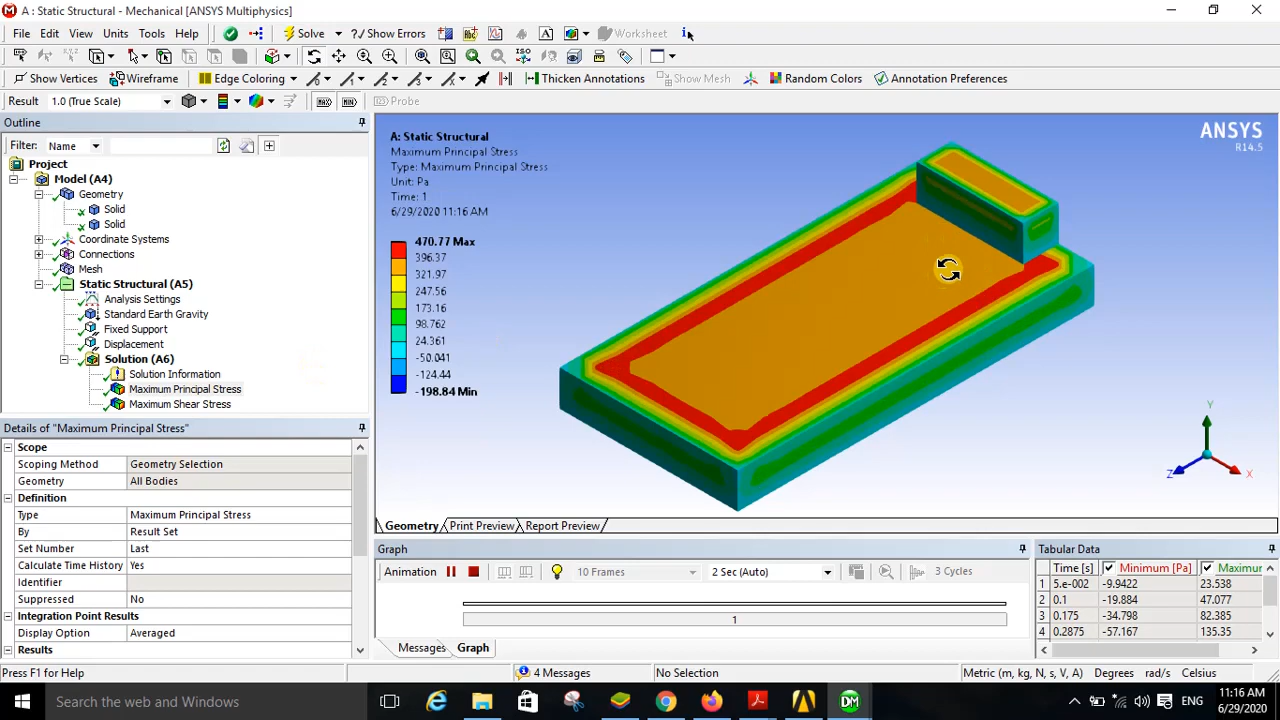 A : Static Structural - Mechanical [ANSYS Multiphysics]
File Edit View Units Tools Help Solve Show Errors Worksheet
Show Vertices Wireframe Edge Coloring Thicken Annotations Show Mesh Random Colors Annotation Preferences
Result 1.0 (True Scale) MAX MIN Probe
Outline
Filter: Name
Project
Model (A4)
Geometry
Solid
Solid
Coordinate Systems
Connections
Mesh
Static Structural (A5)
Analysis Settings
Standard Earth Gravity
Fixed Support
Displacement
Solution (A6)
Solution Information
Maximum Principal Stress
Maximum Shear Stress
Details of "Maximum Principal Stress"
Scope
Scoping Method Geometry Selection
Geometry All Bodies
Definition
Type Maximum Principal Stress
By Result Set
Set Number Last
Calculate Time History Yes
Identifier
Suppressed No
Integration Point Results
Display Option Averaged
Results
A: Static Structural
Maximum Principal Stress
Type: Maximum Principal Stress
Unit: Pa
Time: 1
6/29/2020 11:16 AM
470.77 Max
396.37
321.97
247.56
173.16
98.762
24.361
-50.041
-124.44
-198.84 Min
ANSYS
R14.5
Y
Z
X
Geometry Print Preview Report Preview
Graph
Animation 10 Frames 2 Sec (Auto) 3 Cycles
1
Messages Graph
Tabular Data
Time [s] Minimum [Pa] Maximur
1 5.e-002 -9.9422 23.538
2 0.1 -19.884 47.077
3 0.175 -34.798 82.385
4 0.2875 -57.167 135.35
Press F1 for Help 4 Messages No Selection Metric (m, kg, N, s, V, A) Degrees rad/s Celsius
Search the web and Windows
DM
ENG
11:16 AM
6/29/2020